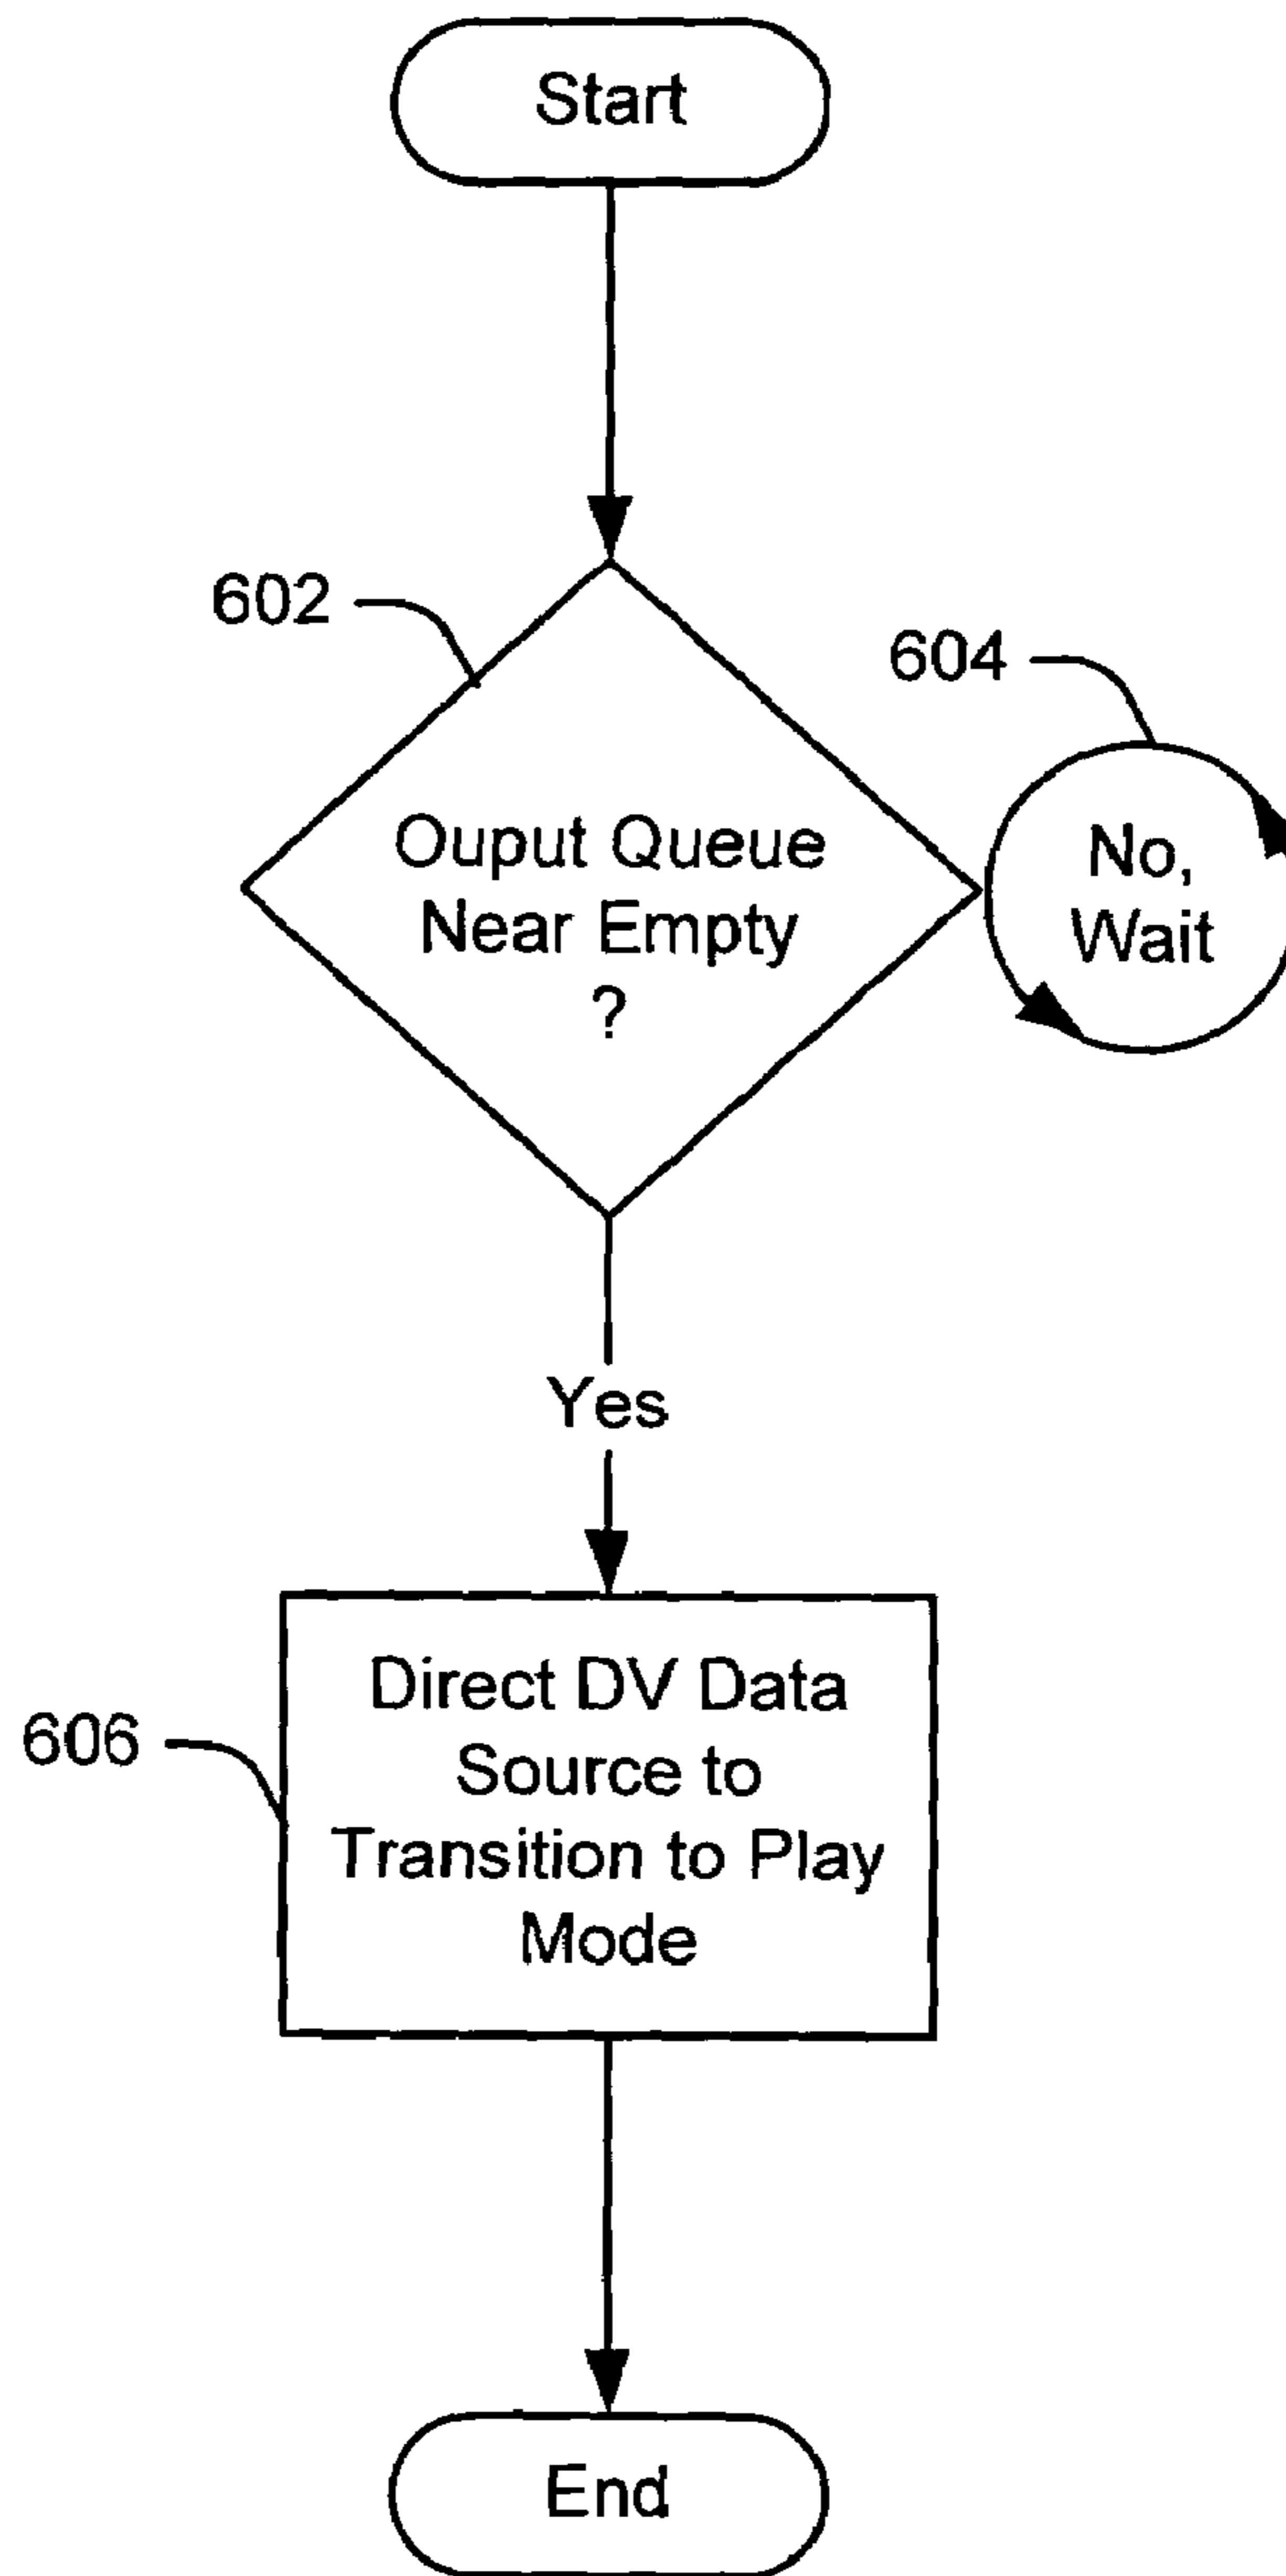 Start
602
604
Ouput Queue
Near Empty
?
No,
Wait
Yes
606
Direct DV Data
Source to
Transition to Play
Mode
End